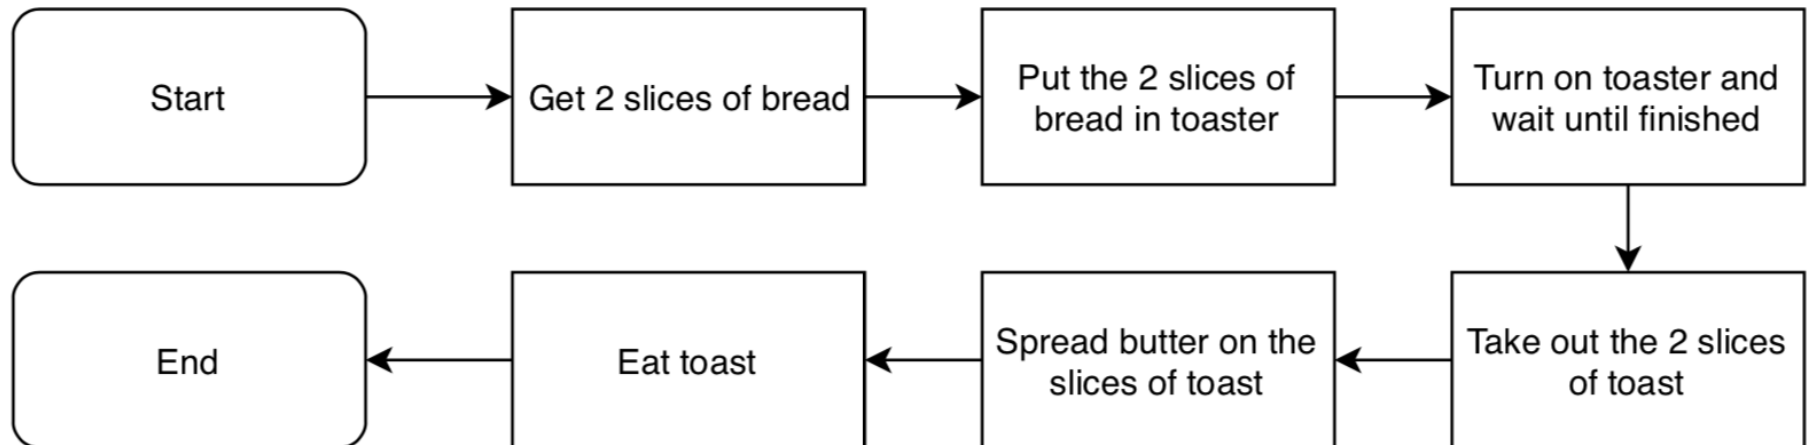 Start
Get 2 slices of bread
Put the 2 slices of
bread in toaster
Turn on toaster and
wait until finished
Take out the 2 slices
of toast
Spread butter on the
slices of toast
Eat toast
End